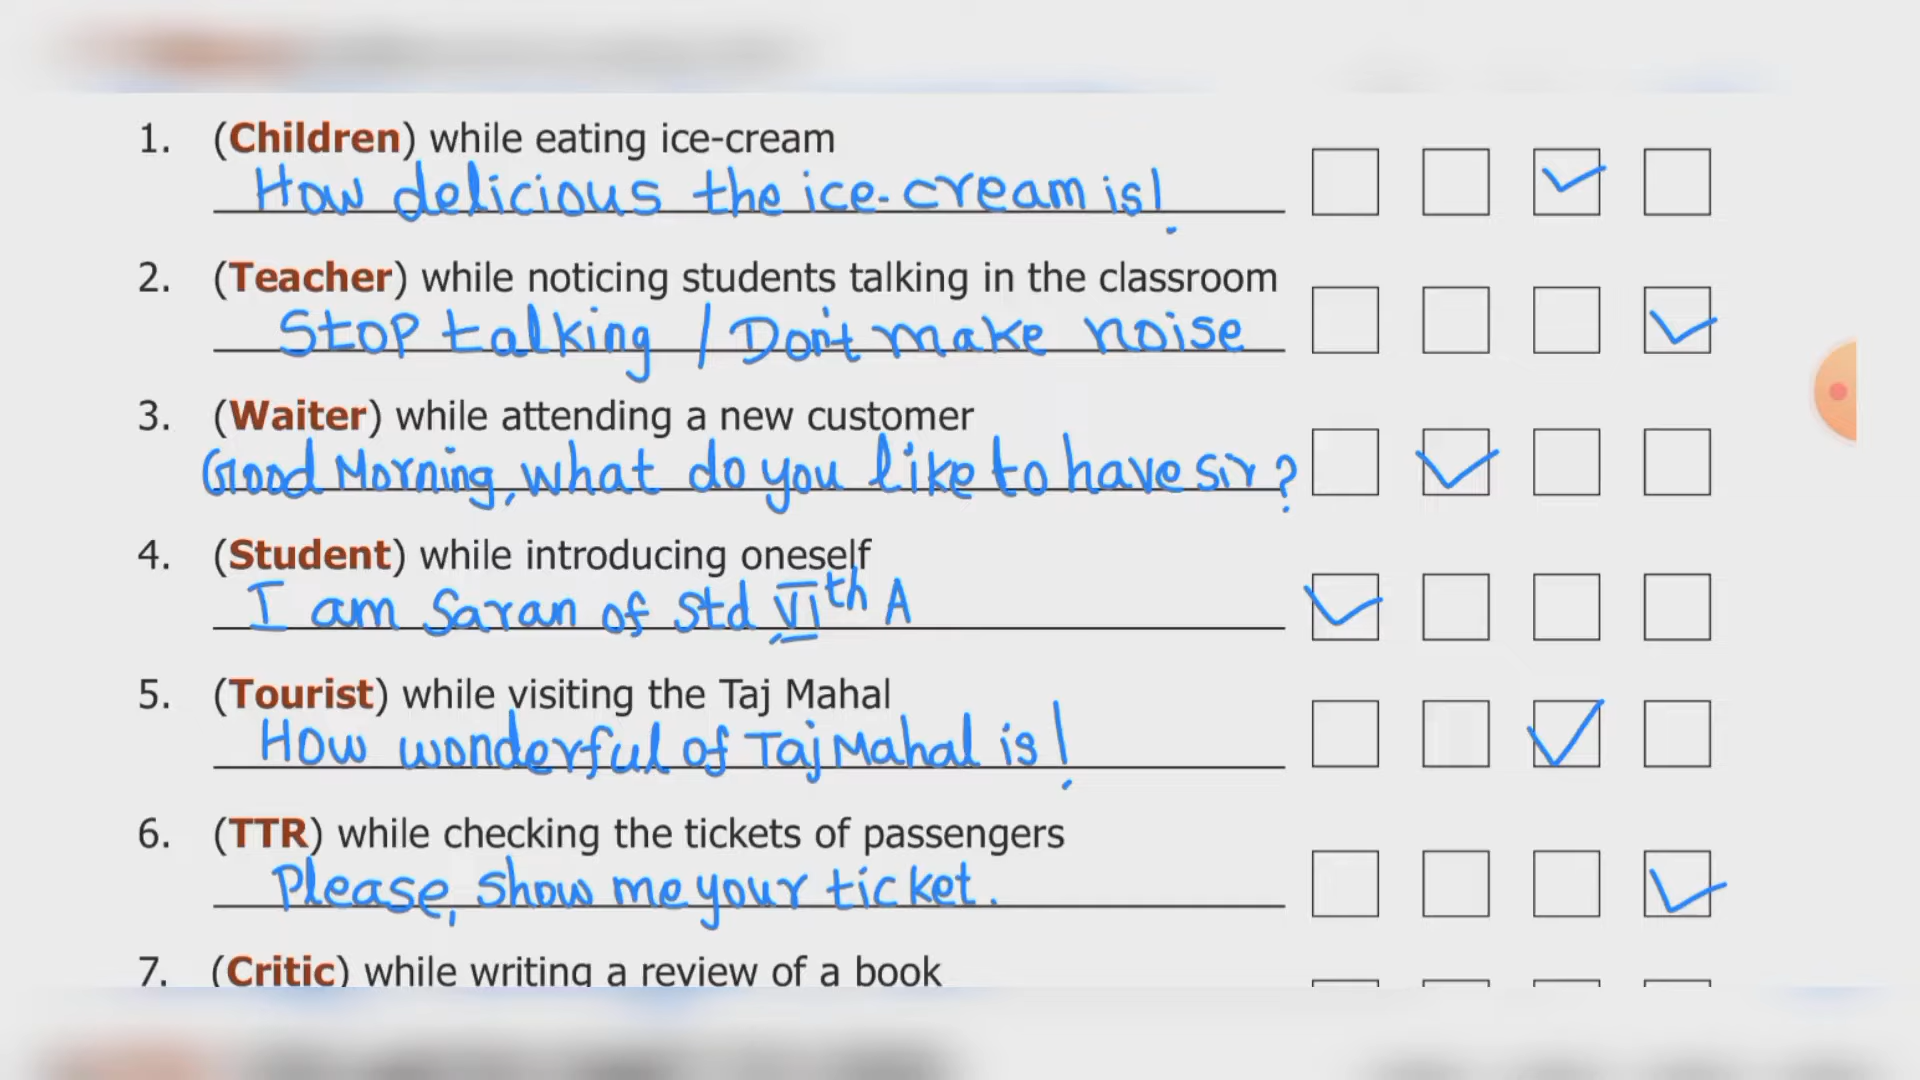 1. (Children) while eating ice-cream
How delicious the ice-cream is!
2. (Teacher) while noticing students talking in the classroom
Stop talking / Don't make noise
3. (Waiter) while attending a new customer
Good Morning, what do you like to have sir?
4. (Student) while introducing oneself
I am Saran of Std VIth A
5. (Tourist) while visiting the Taj Mahal
How wonderful of Taj Mahal is!
6. (TTR) while checking the tickets of passengers
Please, show me your ticket.
7. (Critic) while writing a review of a book